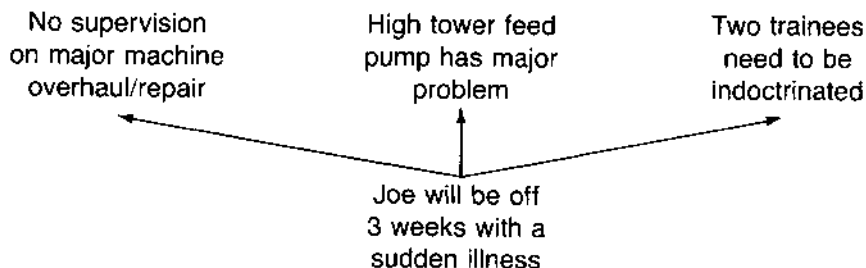 No supervision
on major machine
overhaul/repair
High tower feed
pump has major
problem
Two trainees
need to be
indoctrinated
Joe will be off
3 weeks with a
sudden illness